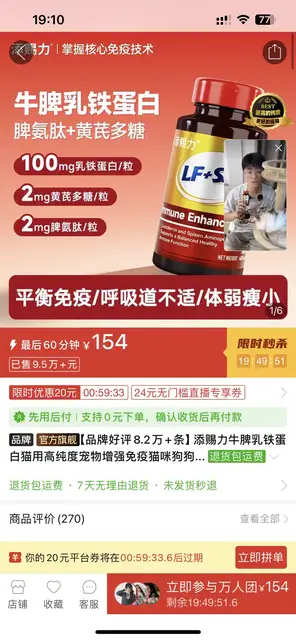 19:10
77
添赐力 | 掌握核心免疫技术
牛脾乳铁蛋白
脾氨肽+黄芪多糖
100mg乳铁蛋白/粒
2mg黄芪多糖/粒
2mg脾氨肽/粒
添赐力
LF+S
Immune Enhanc
BEST
平衡免疫/呼吸道不适/体弱瘦小
1/6
最后60分钟 ¥154
限时秒杀
已售9.5万+元
19:49:51
限时优惠20元 00:59:33
24元无门槛直播专享券
先用后付 | 支持0元下单，确认收货后再付款
品牌 官方旗舰【品牌好评8.2万+条】添赐力牛脾乳铁蛋
白猫用高纯度宠物增强免疫猫咪狗狗... 退货包运费
退货包运费 · 7天无理由退货 · 未发货秒退
商品评价 (270)
查看全部
你的20元平台券将在00:59:33.6后过期
立即拼单
店铺
收藏
客服
立即参与万人团¥154
剩余19:49:51.6